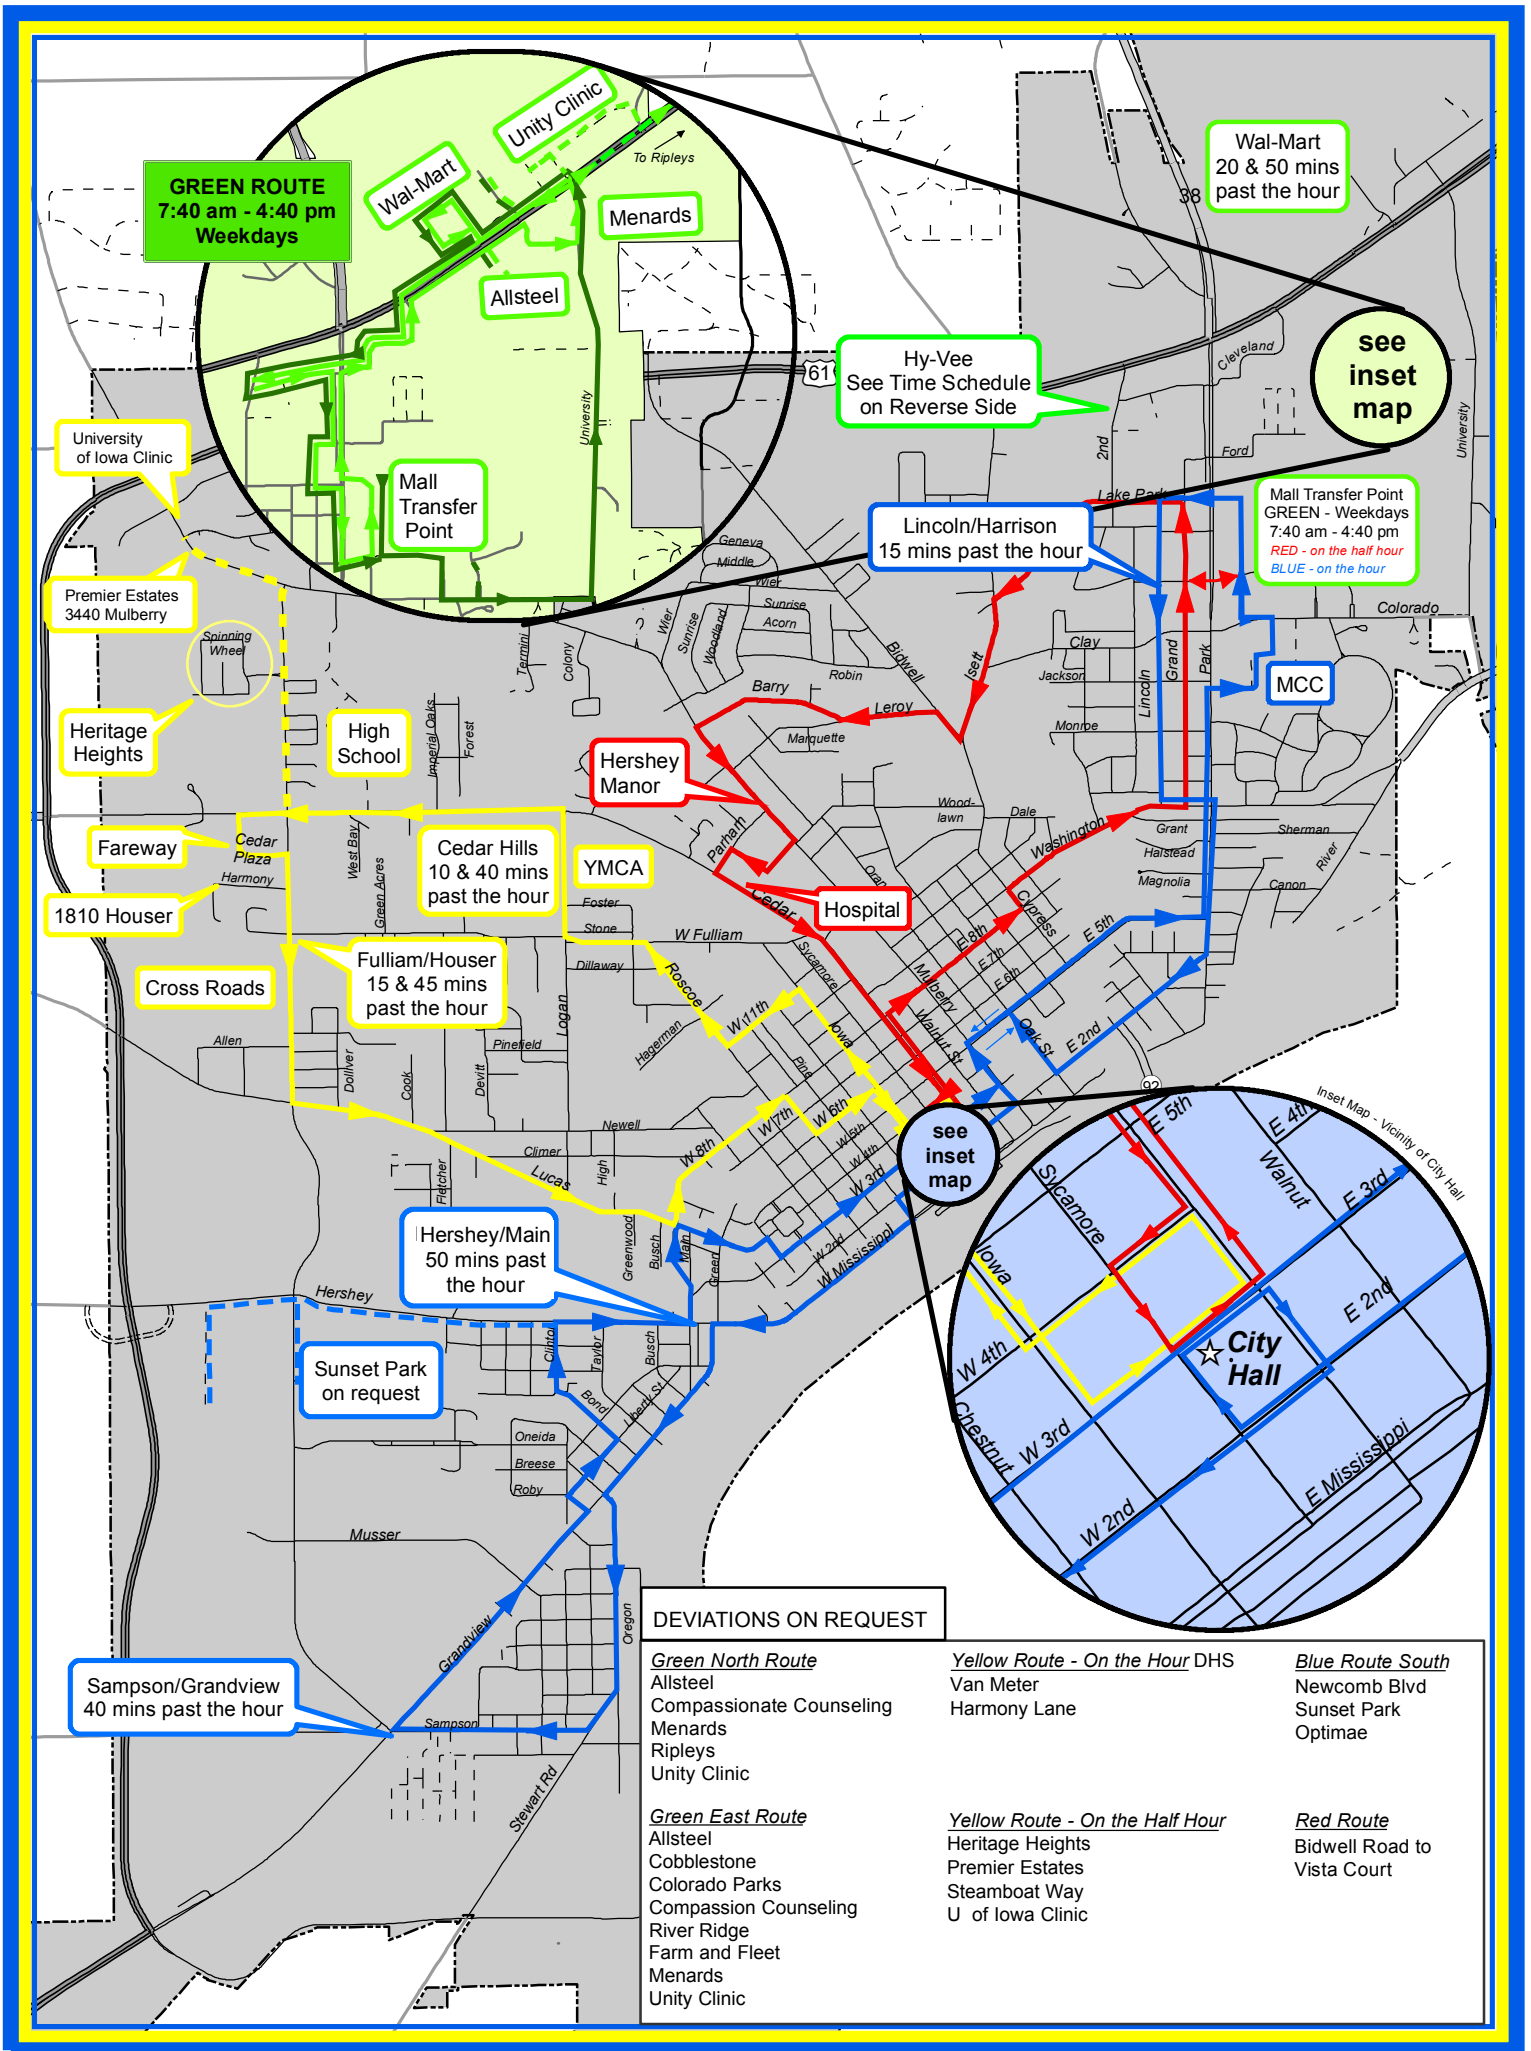 Unity Clinic
To Ripleys
Wal-Mart
GREEN ROUTE
7:40 am - 4:40 pm
Weekdays
Menards
Allsteel
University
Mall
Transfer
Point
Wal-Mart
20 & 50 mins
past the hour
38
61
Hy-Vee
See Time Schedule
on Reverse Side
see
inset
map
Cleveland
2nd
Ford
University
University
of Iowa Clinic
Lake Park
Lincoln/Harrison
15 mins past the hour
Mall Transfer Point
GREEN - Weekdays
7:40 am - 4:40 pm
RED - on the half hour
BLUE - on the hour
Premier Estates
3440 Mulberry
Geneva
Middle
Wier
Sunrise
Acorn
Wier
Sunrise
Woodland
Robin
Bidwell
Isett
Colorado
Clay
Jackson
Lincoln
Grand
Park
MCC
Monroe
Spinning
Wheel
Termini
Colony
Barry
Leroy
Marquette
Heritage
Heights
High
School
Imperial Oaks
Forest
Hershey
Manor
Wood-
lawn
Dale
Washington
Grant
Sherman
Halstead
River
Magnolia
Canon
Fareway
Cedar
Plaza
Harmony
West Bay
Green Acres
Cedar Hills
10 & 40 mins
past the hour
YMCA
Parham
Cedar
Hospital
Cypress
1810 Houser
Foster
Stone
W Fulliam
Dillaway
Sycamore
E 8th
E 7th
E 6th
E 5th
Mulberry
Walnut St
Oak St
E 2nd
Cross Roads
Fulliam/Houser
15 & 45 mins
past the hour
Logan
Roscoe
W 11th
Iowa
Hagerman
Pine
Allen
Dolliver
Cook
Pinefield
Devitt
92
Newell
Climer
Lucas
High
Fletcher
W 8th
W 7th
W 6th
W 5th
W 4th
W 3rd
W 2nd
W Mississippi
see
inset
map
Inset Map - Vicinity of City Hall
E 5th
E 4th
Walnut
E 3rd
Sycamore
Iowa
E 2nd
W 4th
City
Hall
Chestnut
W 3rd
E Mississippi
W 2nd
Greenwood
Busch
Main
Green
Hershey/Main
50 mins past
the hour
Hershey
Clinton
Taylor
Busch
Sunset Park
on request
Bond
Liberty St
Oneida
Breese
Roby
Musser
Grandview
Oregon
Sampson/Grandview
40 mins past the hour
Sampson
Stewart Rd
DEVIATIONS ON REQUEST
Green North Route
Allsteel
Compassionate Counseling
Menards
Ripleys
Unity Clinic
Yellow Route - On the Hour DHS
Van Meter
Harmony Lane
Blue Route South
Newcomb Blvd
Sunset Park
Optimae
Green East Route
Allsteel
Cobblestone
Colorado Parks
Compassion Counseling
River Ridge
Farm and Fleet
Menards
Unity Clinic
Yellow Route - On the Half Hour
Heritage Heights
Premier Estates
Steamboat Way
U of Iowa Clinic
Red Route
Bidwell Road to
Vista Court